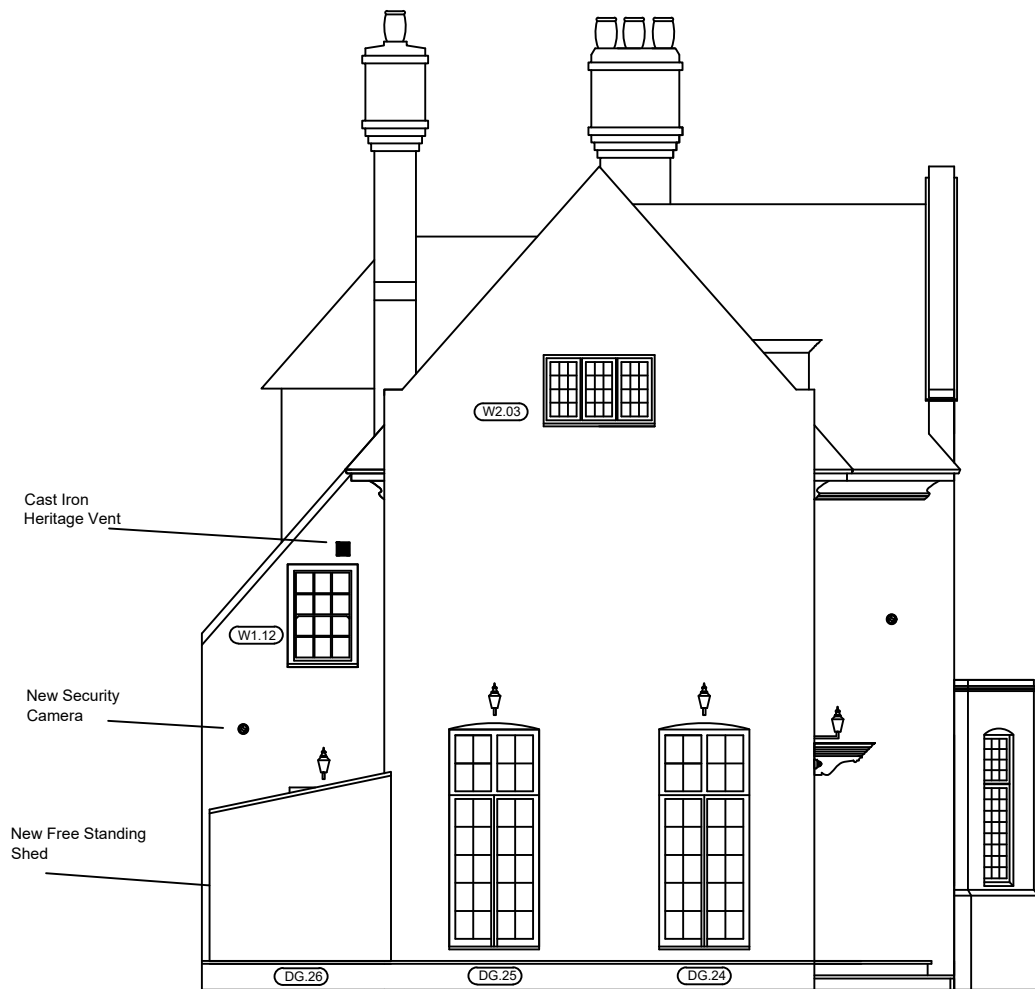 W2.03
Cast Iron
Heritage Vent
W1.12
New Security
Camera
New Free Standing
Shed
DG.26
DG.25
DG.24